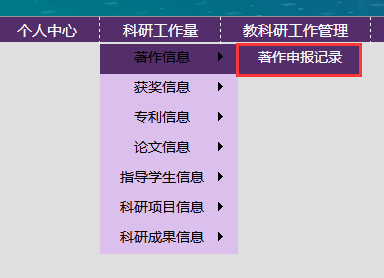 个人中心 科研工作量 教科研工作管理
著作信息 著作申报记录
获奖信息
专利信息
论文信息
指导学生信息
科研项目信息
科研成果信息